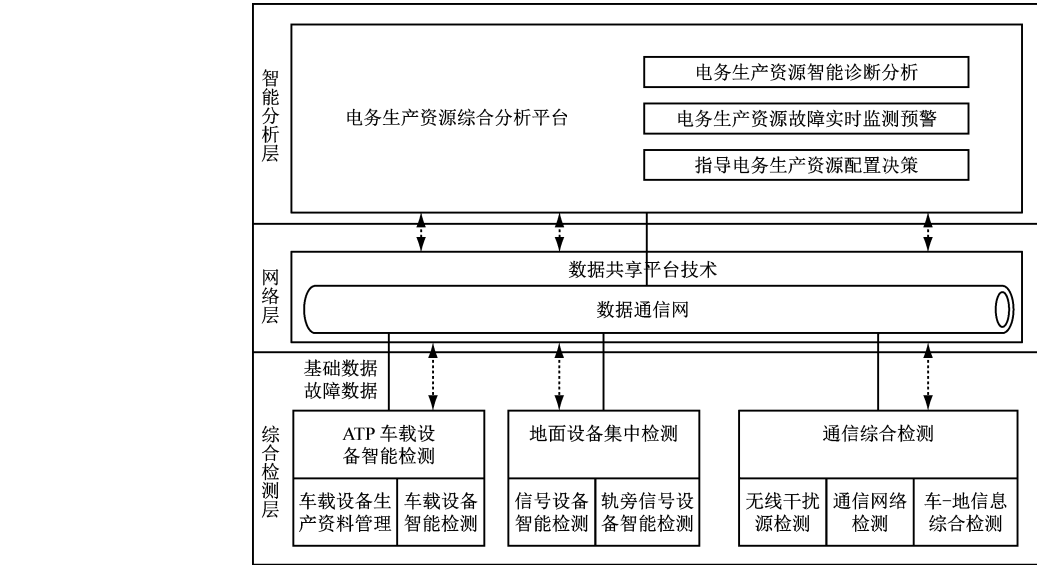 智能分析层
电务生产资源综合分析平台
电务生产资源智能诊断分析
电务生产资源故障实时监测预警
指导电务生产资源配置决策
网络层
数据共享平台技术
数据通信网
基础数据
故障数据
综合检测层
ATP 车载设
备智能检测
车载设备生
产资料管理
车载设备
智能检测
地面设备集中检测
信号设备
智能检测
轨旁信号设
备智能检测
通信综合检测
无线干扰
源检测
通信网络
检测
车-地信息
综合检测